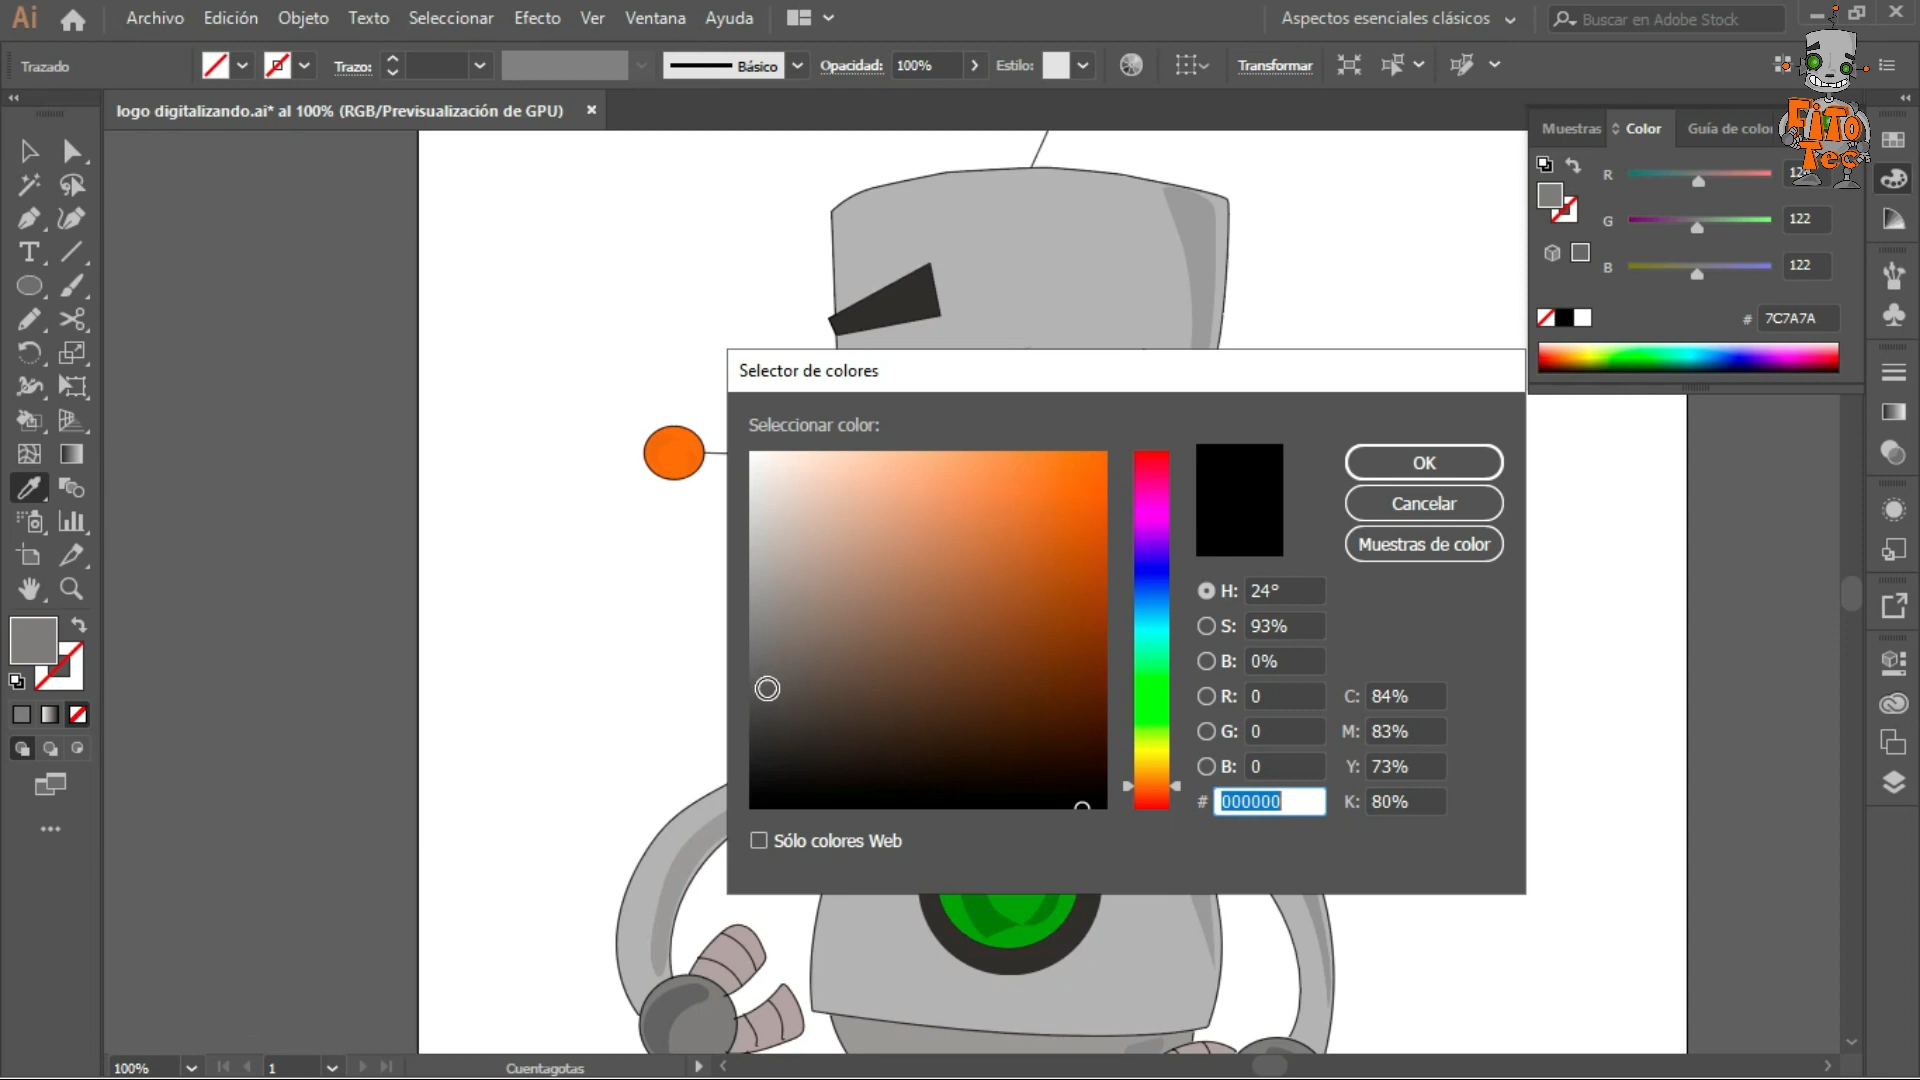 Ai Archivo Edición Objeto Texto Seleccionar Efecto Ver Ventana Ayuda Aspectos esenciales clásicos Buscar en Adobe Stock
Trazado Trazo: Básico Opacidad: 100% Estilo: Transformar
FiTo
Tec
logo digitalizando.ai* al 100% (RGB/Previsualización de GPU)
Muestras Color Guía de color
R
G 122
B 122
# 7C7A7A
Selector de colores
Seleccionar color:
OK
Cancelar
Muestras de color
H: 24°
S: 93%
B: 0%
R: 0 C: 84%
G: 0 M: 83%
B: 0 Y: 73%
# 000000 K: 80%
Sólo colores Web
100% 1 Cuentagotas